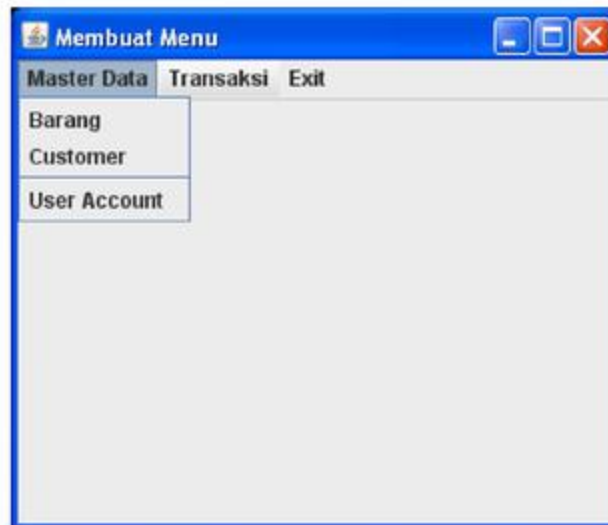 Membuat Menu
Master Data Transaksi Exit
Barang
Customer
User Account